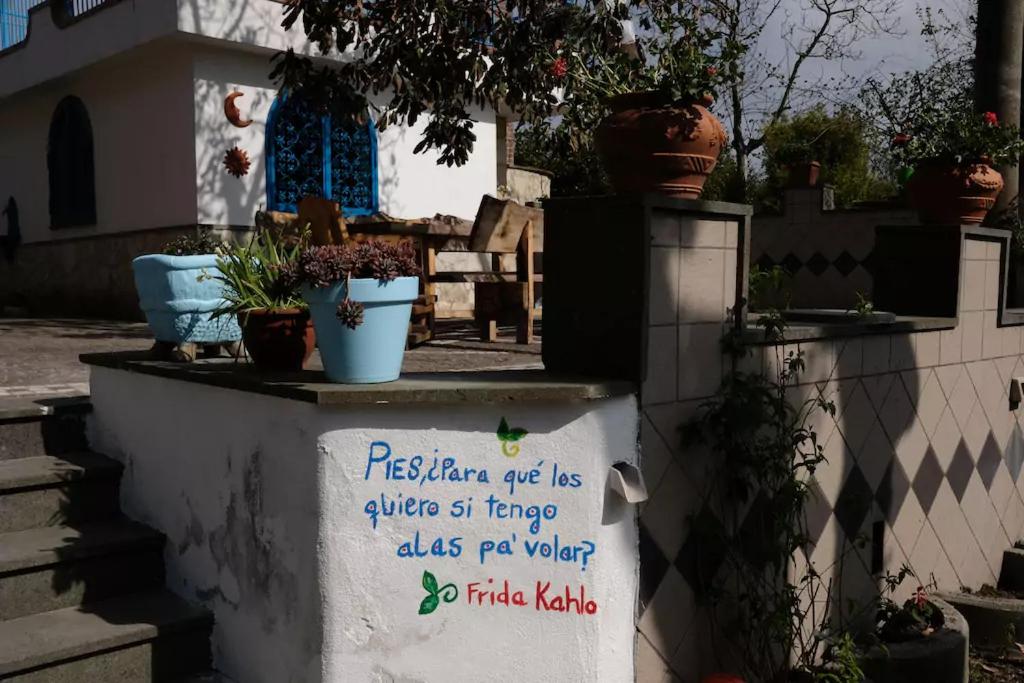 PIES,¿Para qué los
quiero si tengo
alas pa' volar?
Frida Kahlo